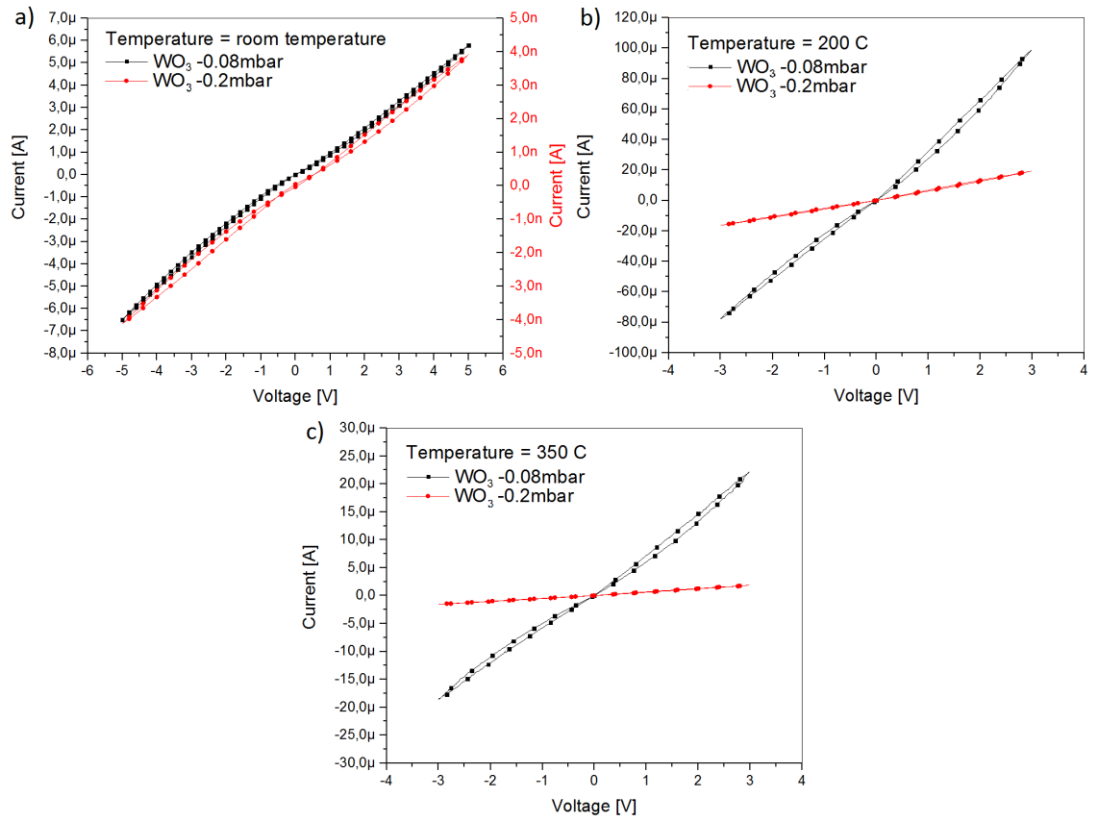 a)
7,0µ
6,0µ
5,0µ
4,0µ
3,0µ
2,0µ
1,0µ
0,0
-1,0µ
-2,0µ
-3,0µ
-4,0µ
-5,0µ
-6,0µ
-7,0µ
-8,0µ
Current [A]
Temperature = room temperature
WO₃ -0.08mbar
WO₃ -0.2mbar
5,0n
4,0n
3,0n
2,0n
1,0n
0,0
-1,0n
-2,0n
-3,0n
-4,0n
-5,0n
Current [A]
-6 -5 -4 -3 -2 -1 0 1 2 3 4 5 6
Voltage [V]
b)
120,0µ
100,0µ
80,0µ
60,0µ
40,0µ
20,0µ
0,0
-20,0µ
-40,0µ
-60,0µ
-80,0µ
-100,0µ
Current [A]
Temperature = 200 C
WO₃ -0.08mbar
WO₃ -0.2mbar
-4 -3 -2 -1 0 1 2 3 4
Voltage [V]
c)
30,0µ
25,0µ
20,0µ
15,0µ
10,0µ
5,0µ
0,0
-5,0µ
-10,0µ
-15,0µ
-20,0µ
-25,0µ
-30,0µ
Current [A]
Temperature = 350 C
WO₃ -0.08mbar
WO₃ -0.2mbar
-4 -3 -2 -1 0 1 2 3 4
Voltage [V]